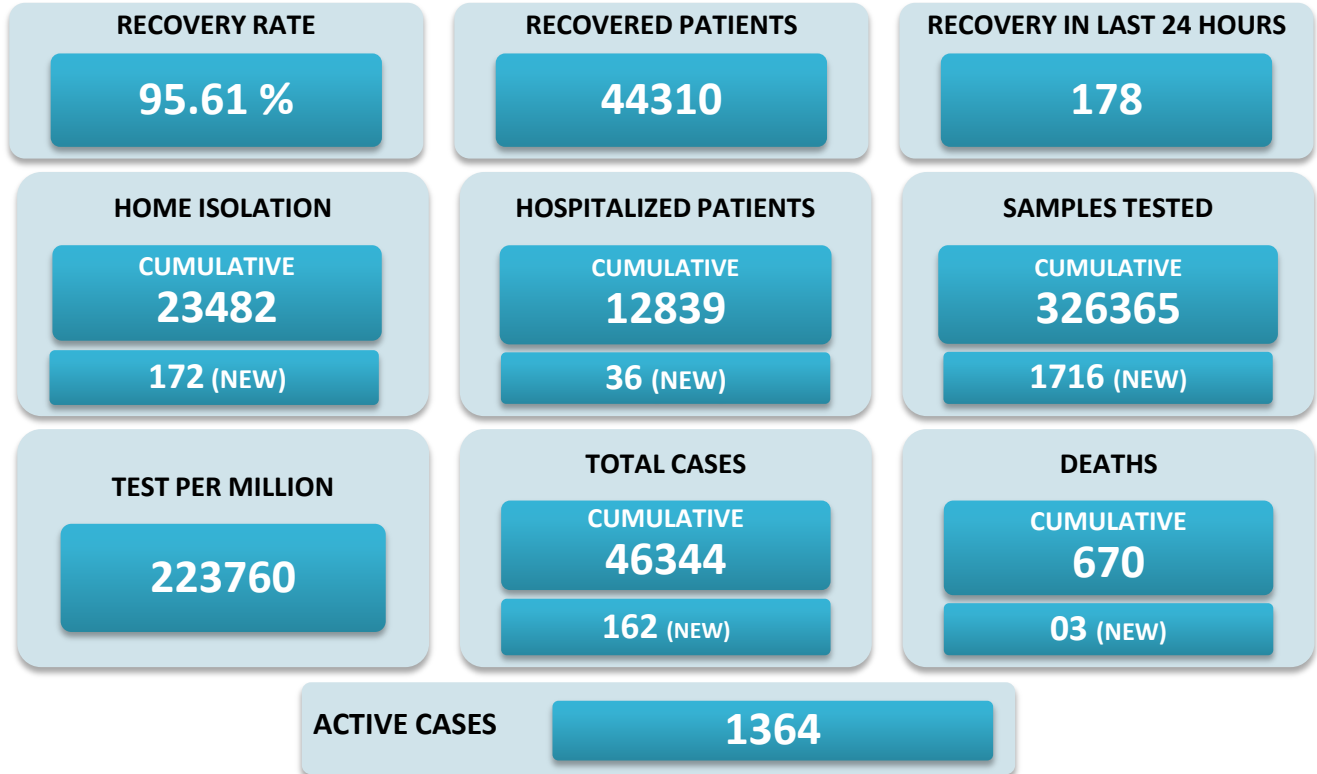 RECOVERY RATE
95.61 %
RECOVERED PATIENTS
44310
RECOVERY IN LAST 24 HOURS
178
HOME ISOLATION
CUMULATIVE
23482
172 (NEW)
HOSPITALIZED PATIENTS
CUMULATIVE
12839
36 (NEW)
SAMPLES TESTED
CUMULATIVE
326365
1716 (NEW)
TEST PER MILLION
223760
TOTAL CASES
CUMULATIVE
46344
162 (NEW)
DEATHS
CUMULATIVE
670
03 (NEW)
ACTIVE CASES
1364